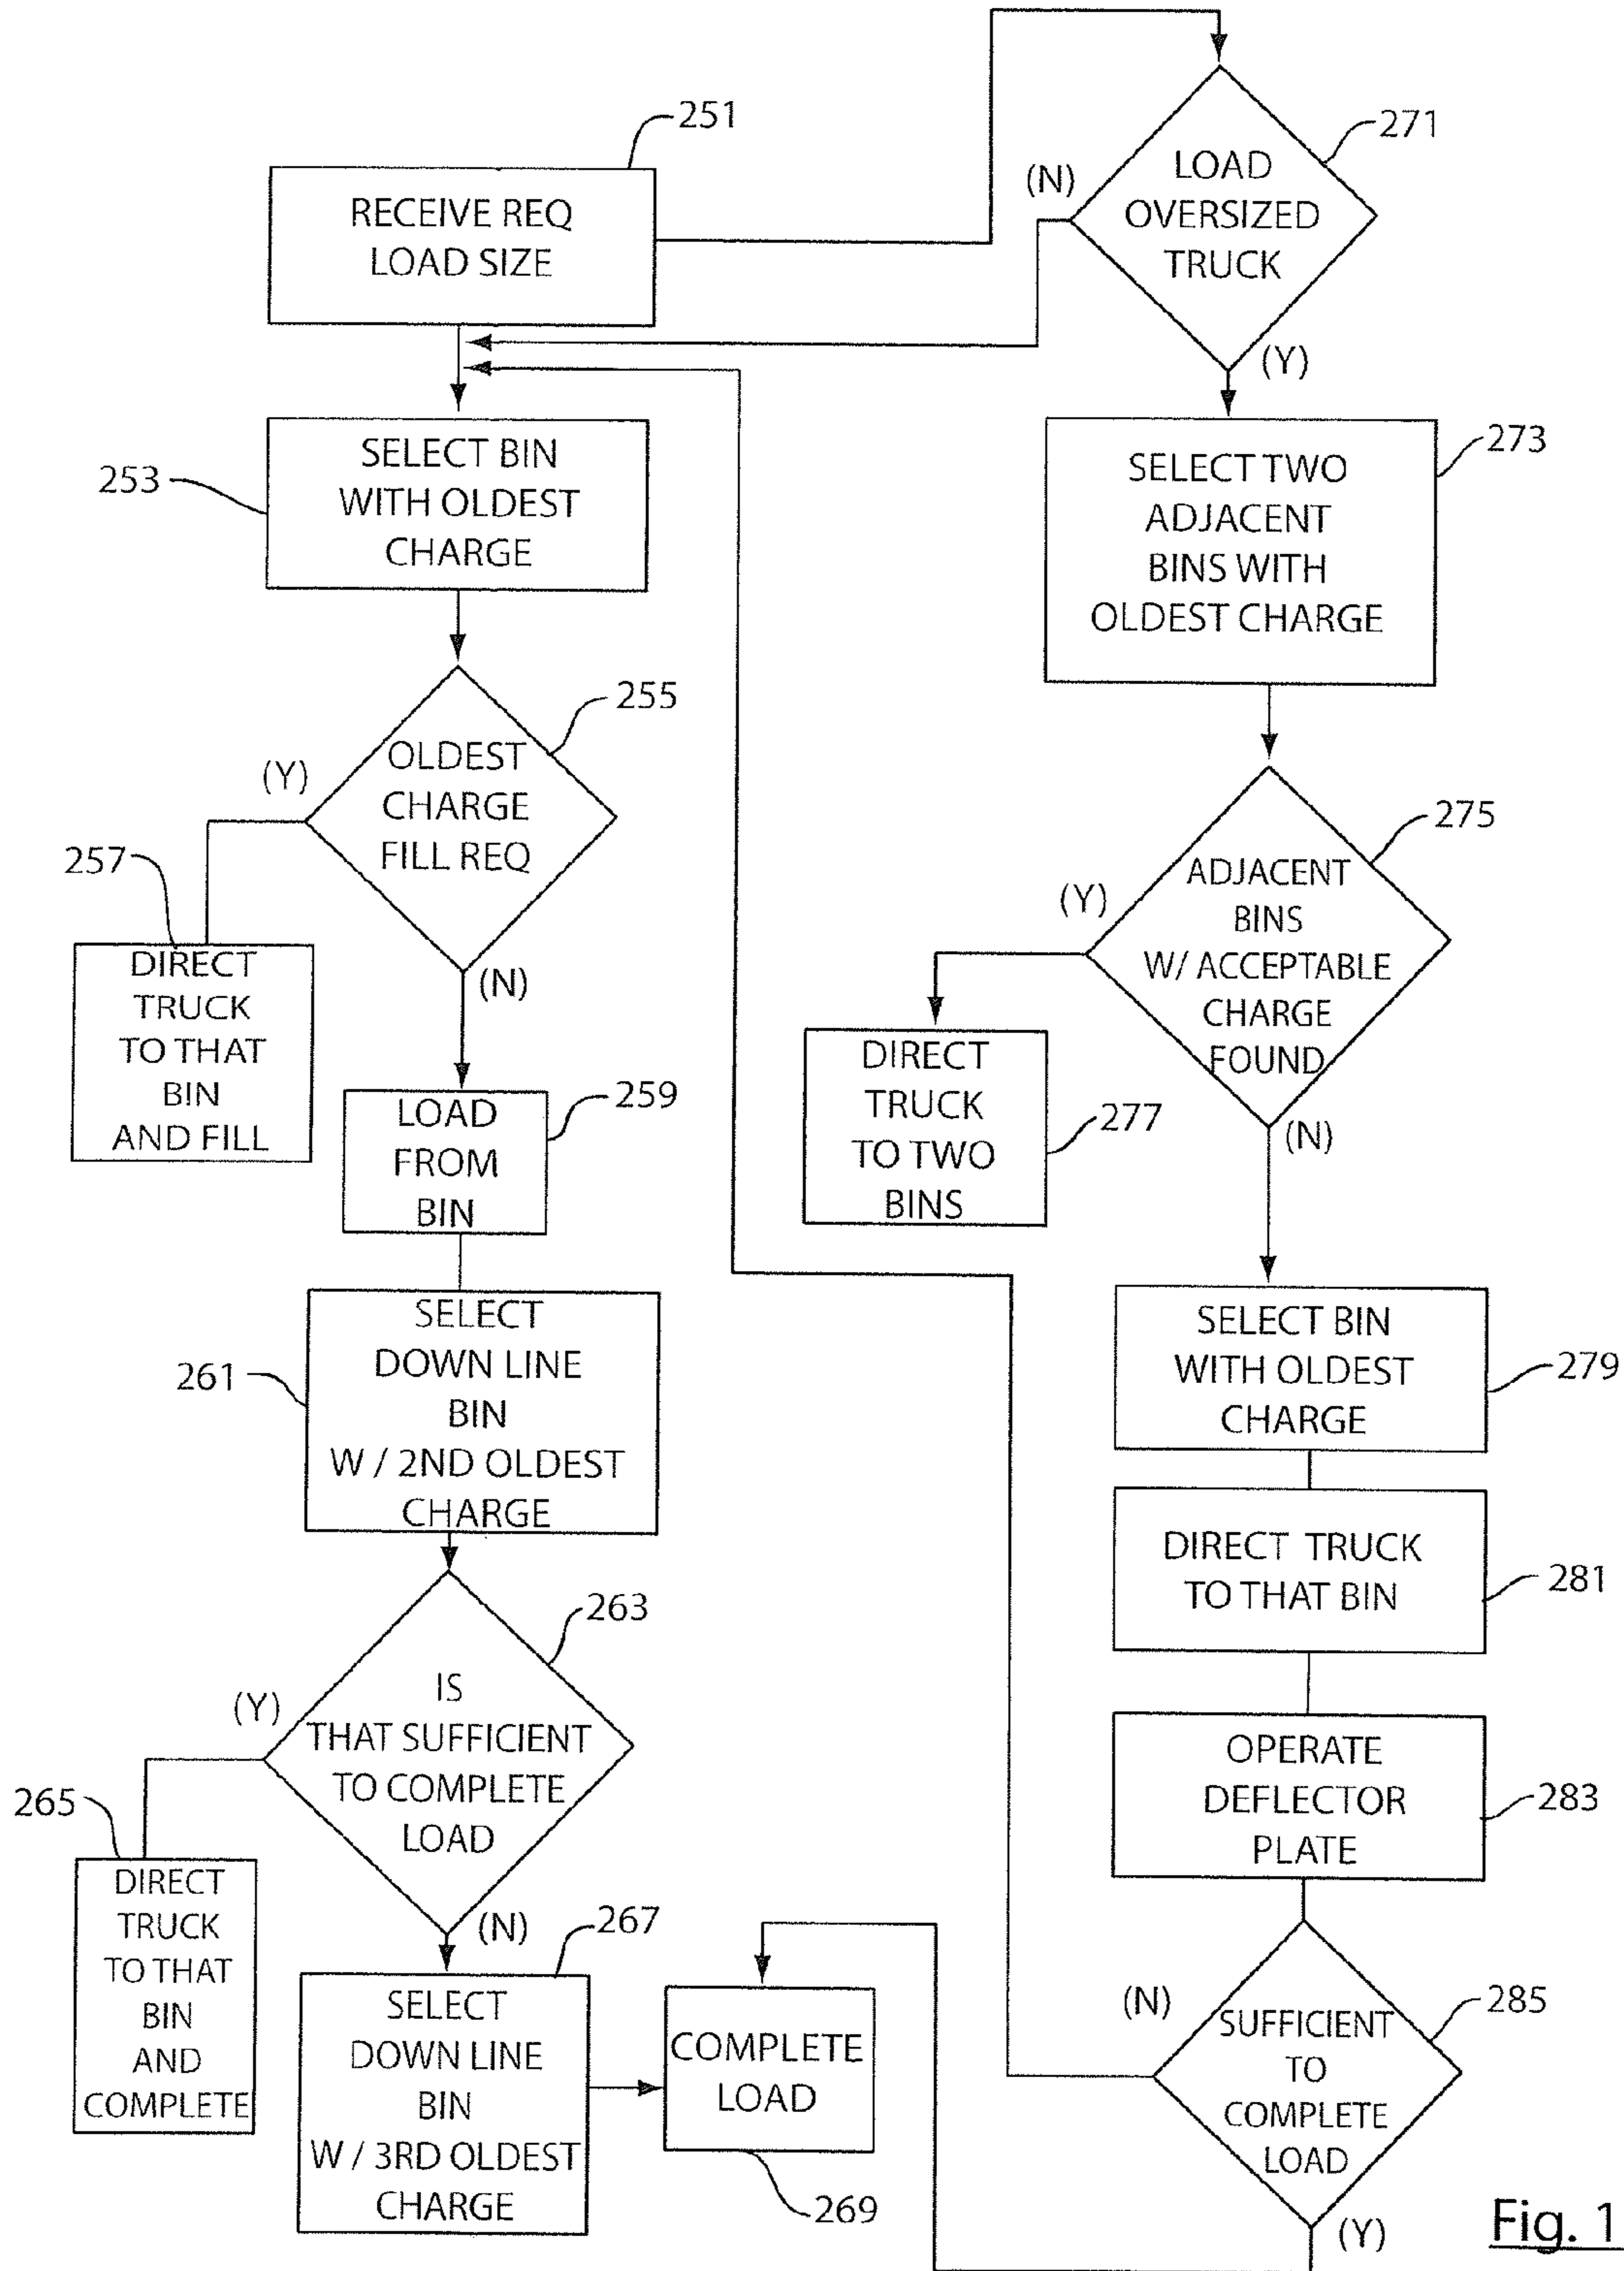 251
RECEIVE REQ
LOAD SIZE
271
(N)
LOAD
OVERSIZED
TRUCK
(Y)
253
SELECT BIN
WITH OLDEST
CHARGE
273
SELECT TWO
ADJACENT
BINS WITH
OLDEST CHARGE
255
(Y)
OLDEST
CHARGE
FILL REQ
(N)
257
DIRECT
TRUCK
TO THAT
BIN
AND FILL
275
(Y)
ADJACENT
BINS
W/ ACCEPTABLE
CHARGE
FOUND
(N)
259
LOAD
FROM
BIN
DIRECT
TRUCK
TO TWO
BINS
277
261
SELECT
DOWN LINE
BIN
W / 2ND OLDEST
CHARGE
SELECT BIN
WITH OLDEST
CHARGE
279
DIRECT TRUCK
TO THAT BIN
281
263
(Y)
IS
THAT SUFFICIENT
TO COMPLETE
LOAD
(N)
OPERATE
DEFLECTOR
PLATE
283
265
DIRECT
TRUCK
TO THAT
BIN
AND
COMPLETE
267
SELECT
DOWN LINE
BIN
W / 3RD OLDEST
CHARGE
COMPLETE
LOAD
269
285
(N)
SUFFICIENT
TO
COMPLETE
LOAD
(Y)
Fig. 1